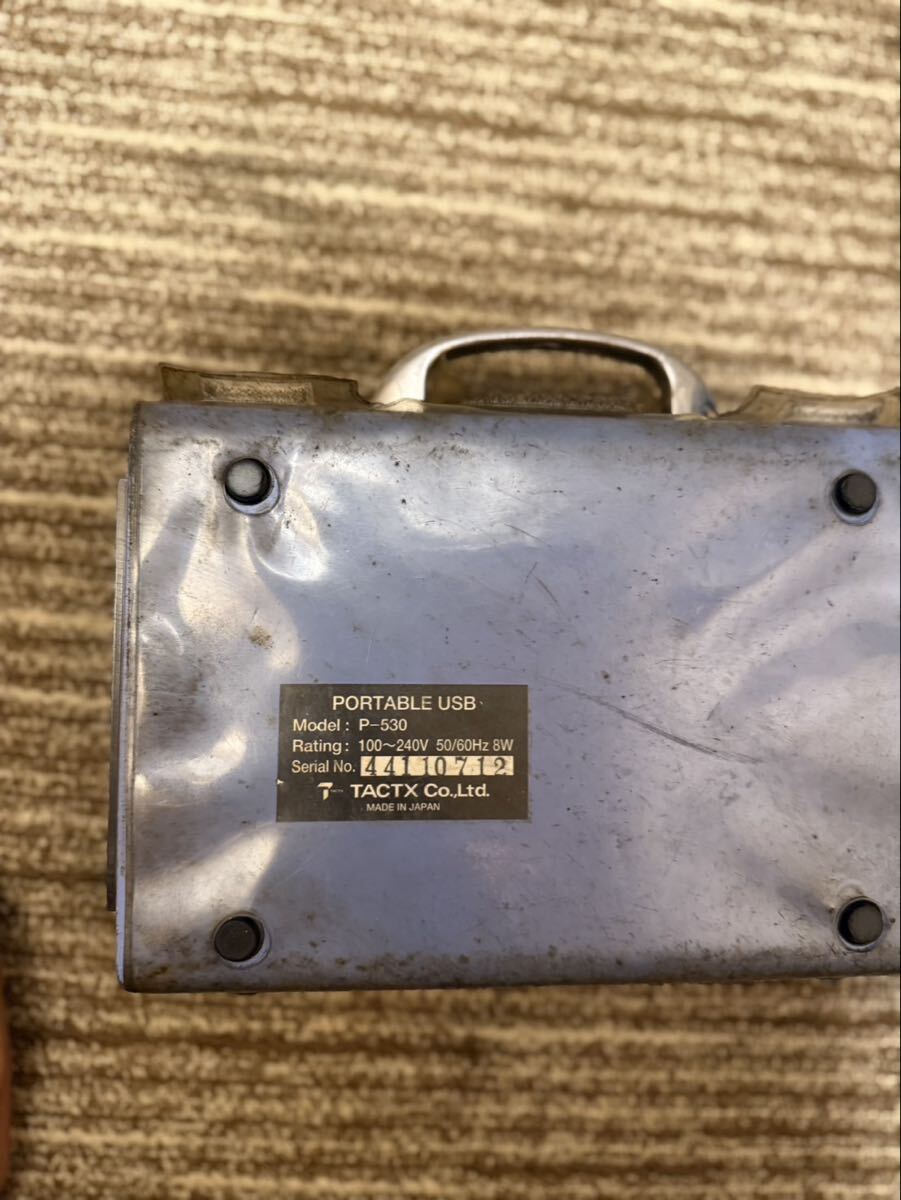 PORTABLE USB
Model : P-530
Rating : 100〜240V 50/60Hz 8W
Serial No. 44110712
TACTX Co.,Ltd.
MADE IN JAPAN